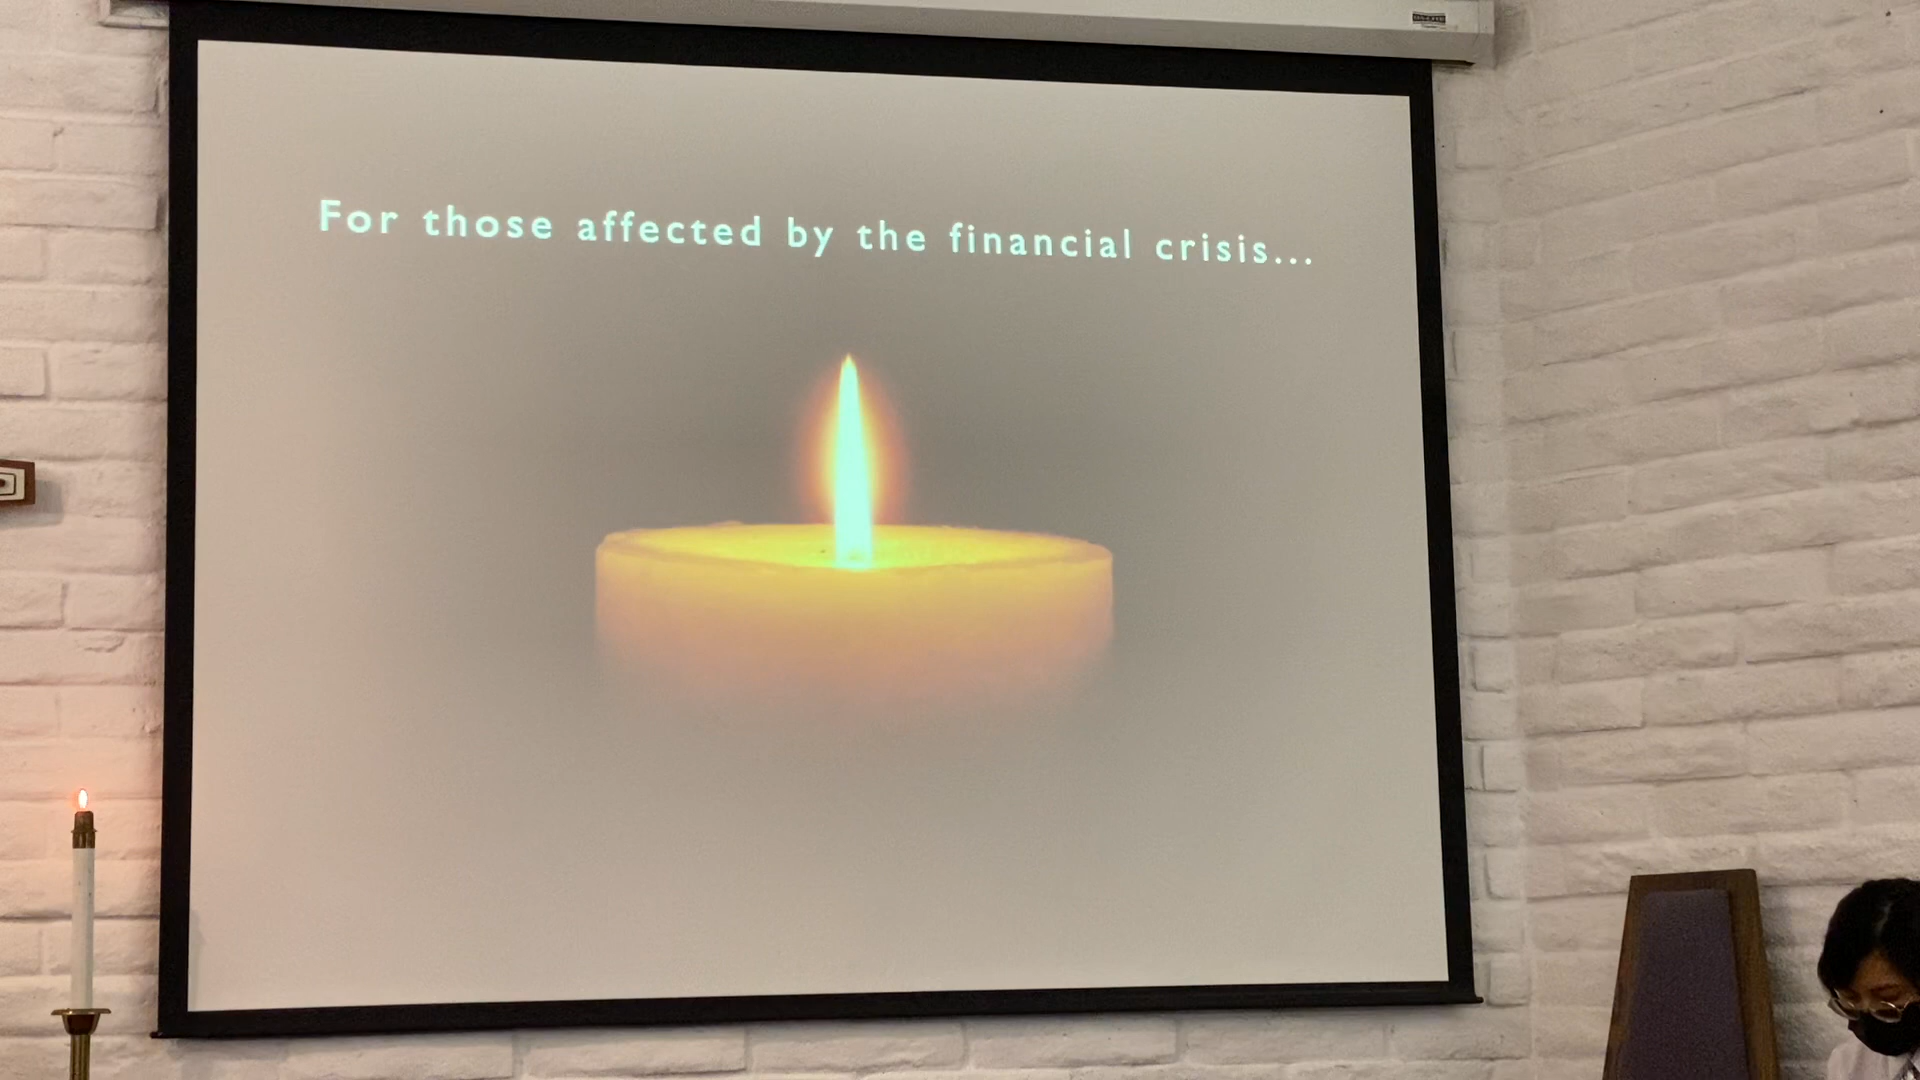 For those affected by the financial crisis...